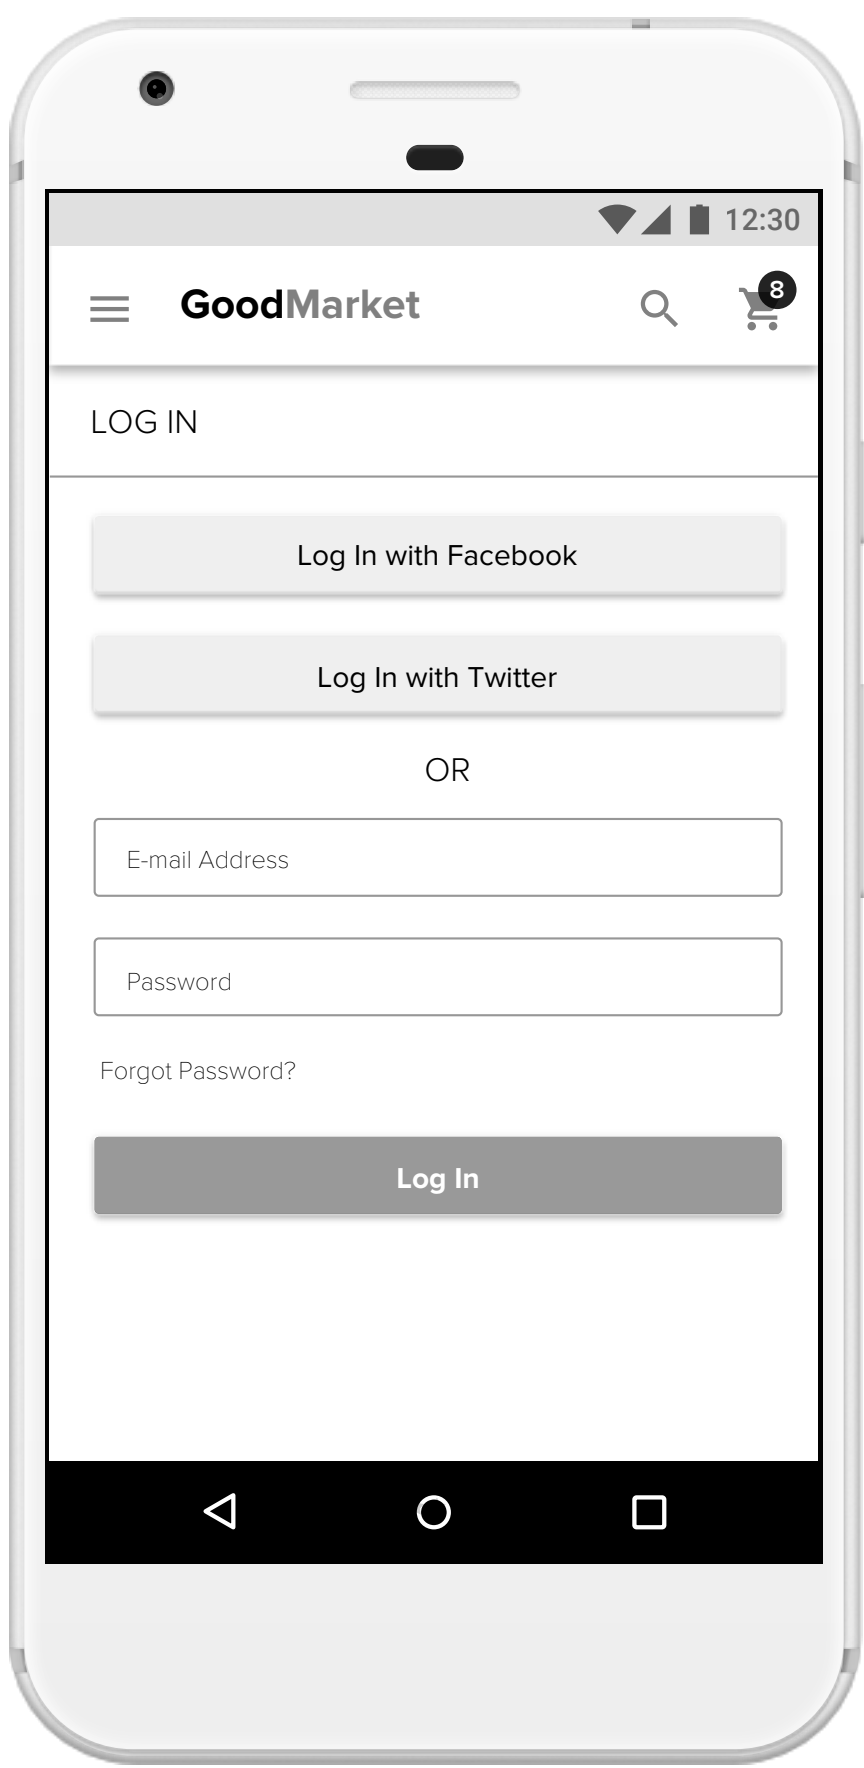 12:30
GoodMarket
8
LOG IN
Log In with Facebook
Log In with Twitter
OR
E-mail Address
Password
Forgot Password?
Log In